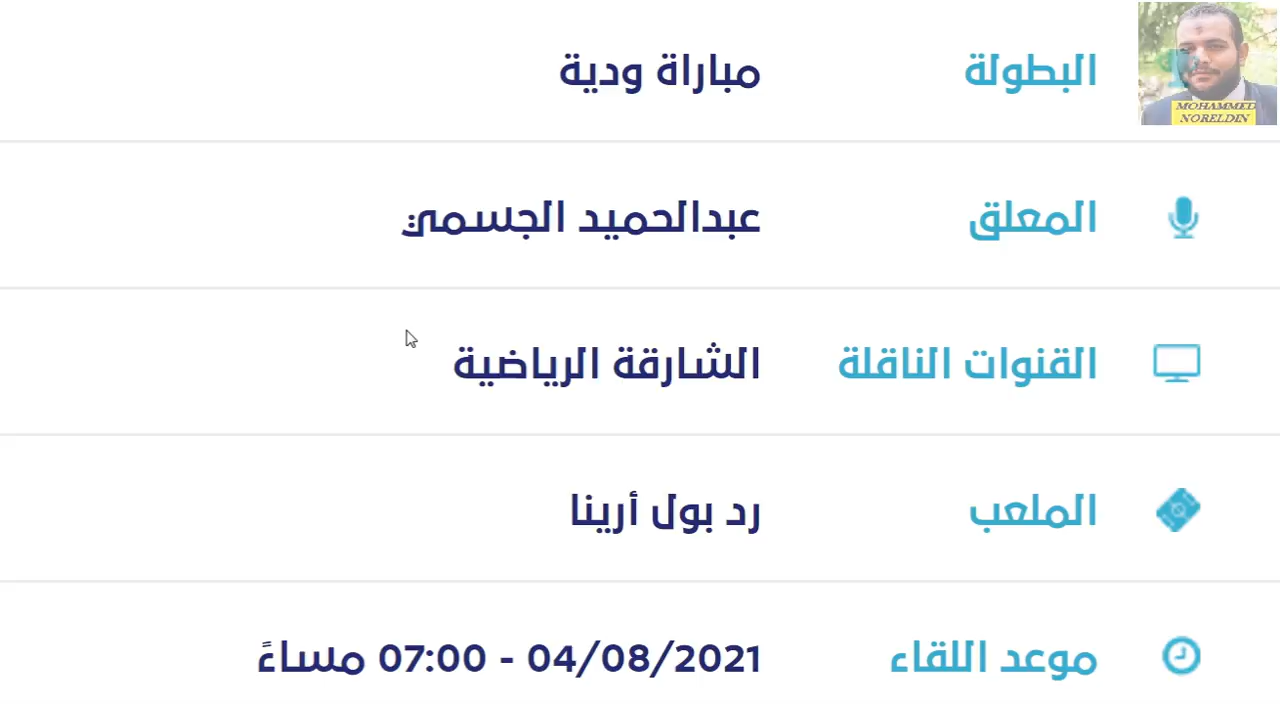 البطولة مباراة ودية
MOHAMMED
NORELDIN
المعلق عبدالحميد الجسمي
القنوات الناقلة الشارقة الرياضية
الملعب رد بول أرينا
موعد اللقاء 04/08/2021 - 07:00 مساءً